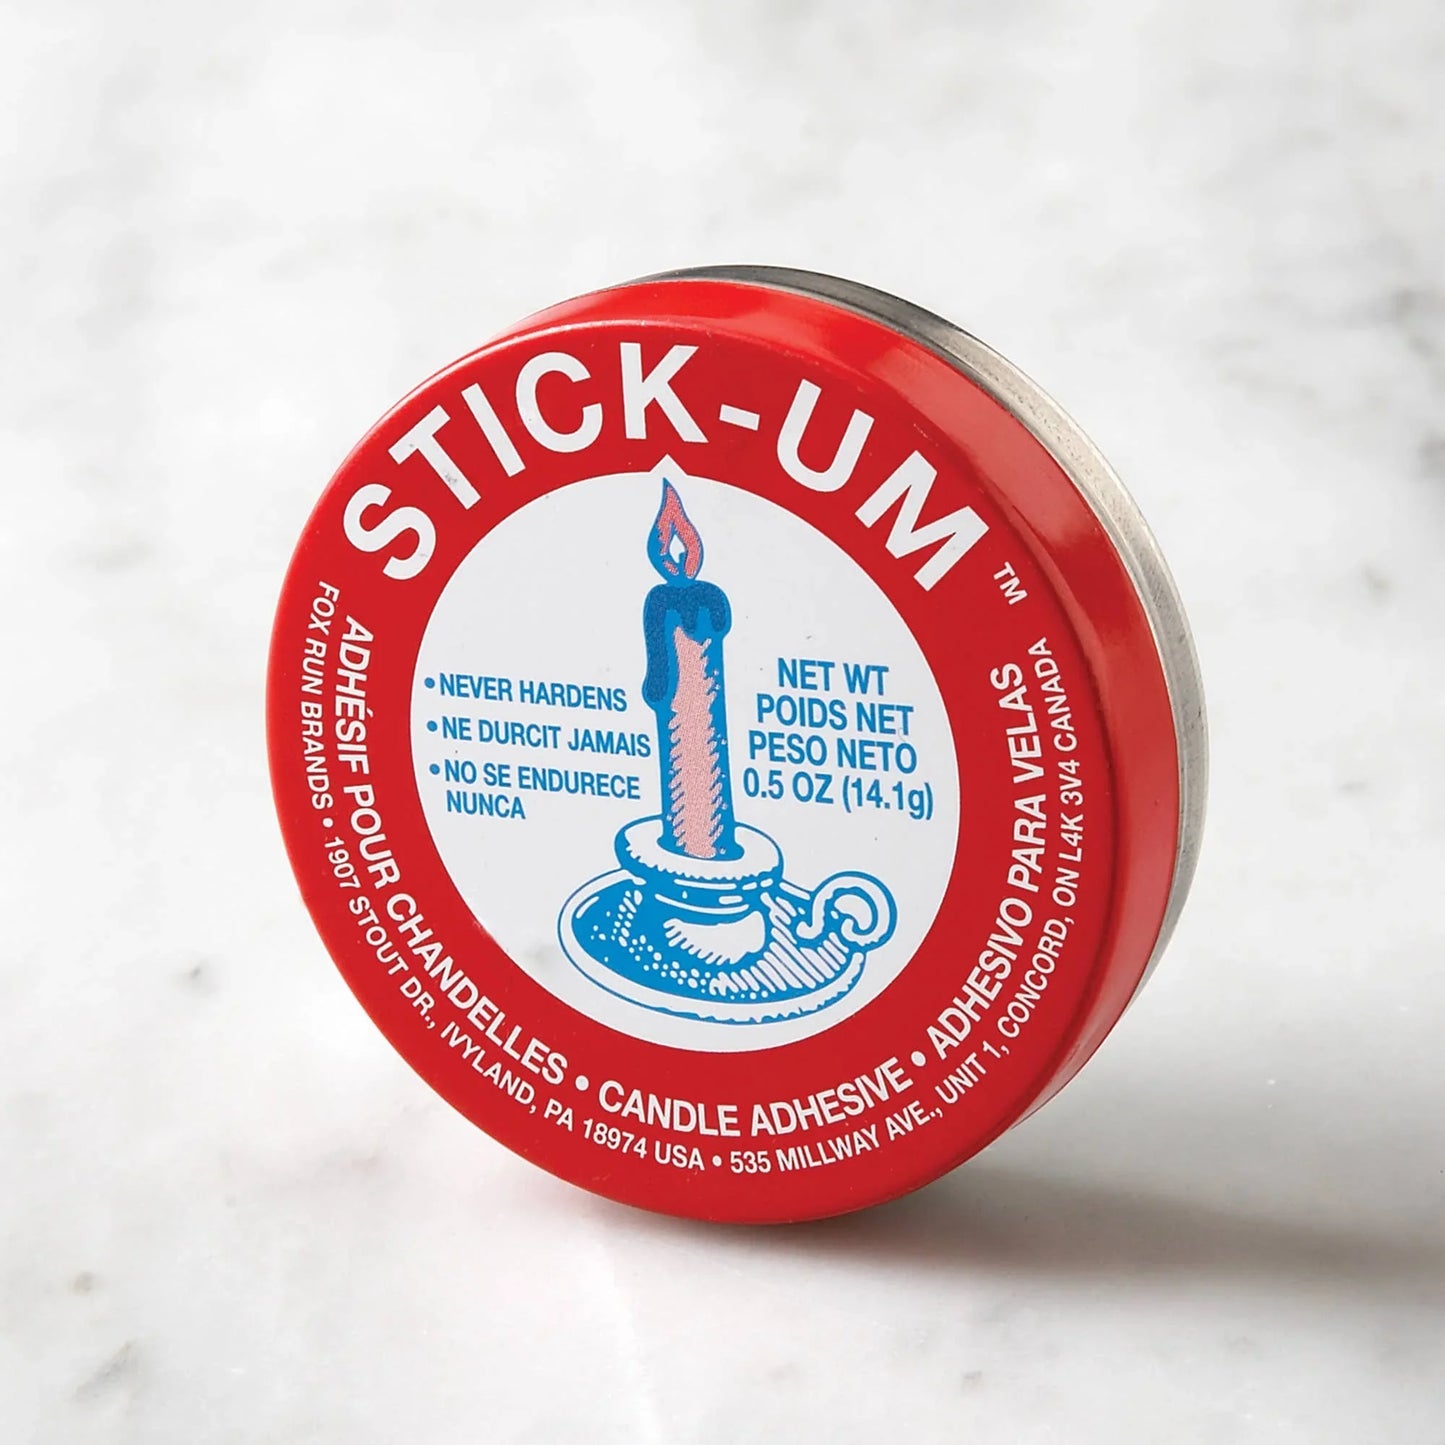 STICK-UM™
• NEVER HARDENS
• NE DURCIT JAMAIS
• NO SE ENDURECE
NUNCA
NET WT
POIDS NET
PESO NETO
0.5 OZ (14.1g)
ADHÉSIF POUR CHANDELLES • CANDLE ADHESIVE • ADHESIVO PARA VELAS
FOX RUN BRANDS • 1907 STOUT DR., IVYLAND, PA 18974 USA • 535 MILLWAY AVE., UNIT 1, CONCORD, ON L4K 3V4 CANADA